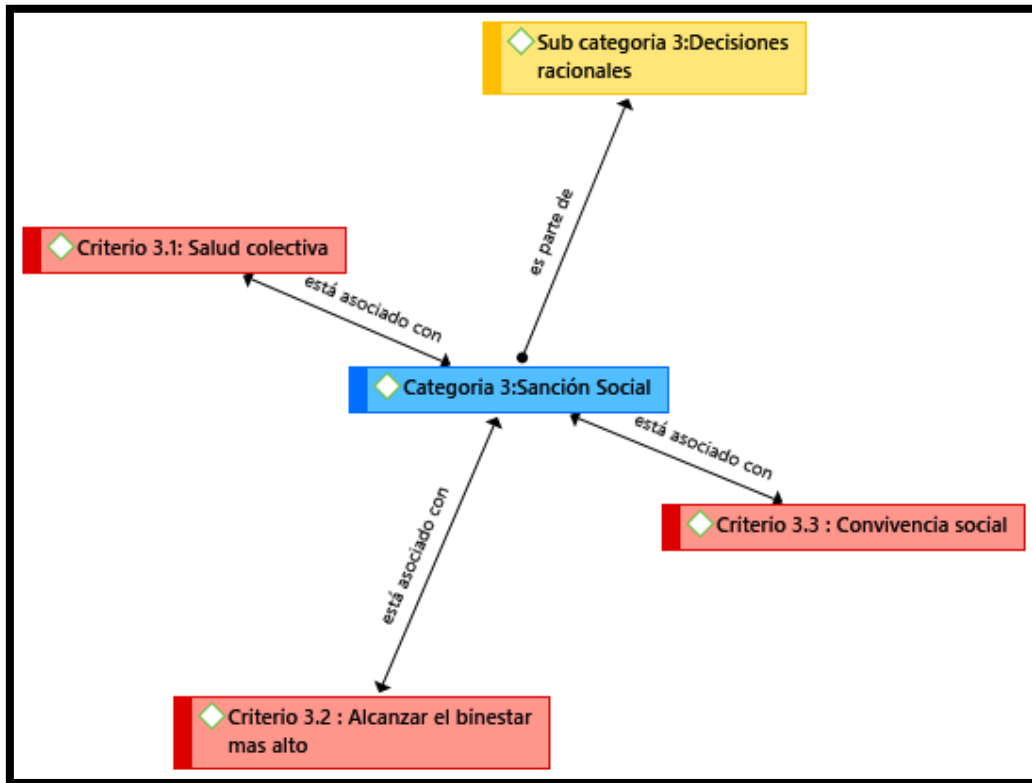 Sub categoria 3:Decisiones
racionales
es parte de
Criterio 3.1: Salud colectiva
está asociado con
Categoria 3:Sanción Social
está asociado con
Criterio 3.3 : Convivencia social
está asociado con
Criterio 3.2 : Alcanzar el binestar
mas alto